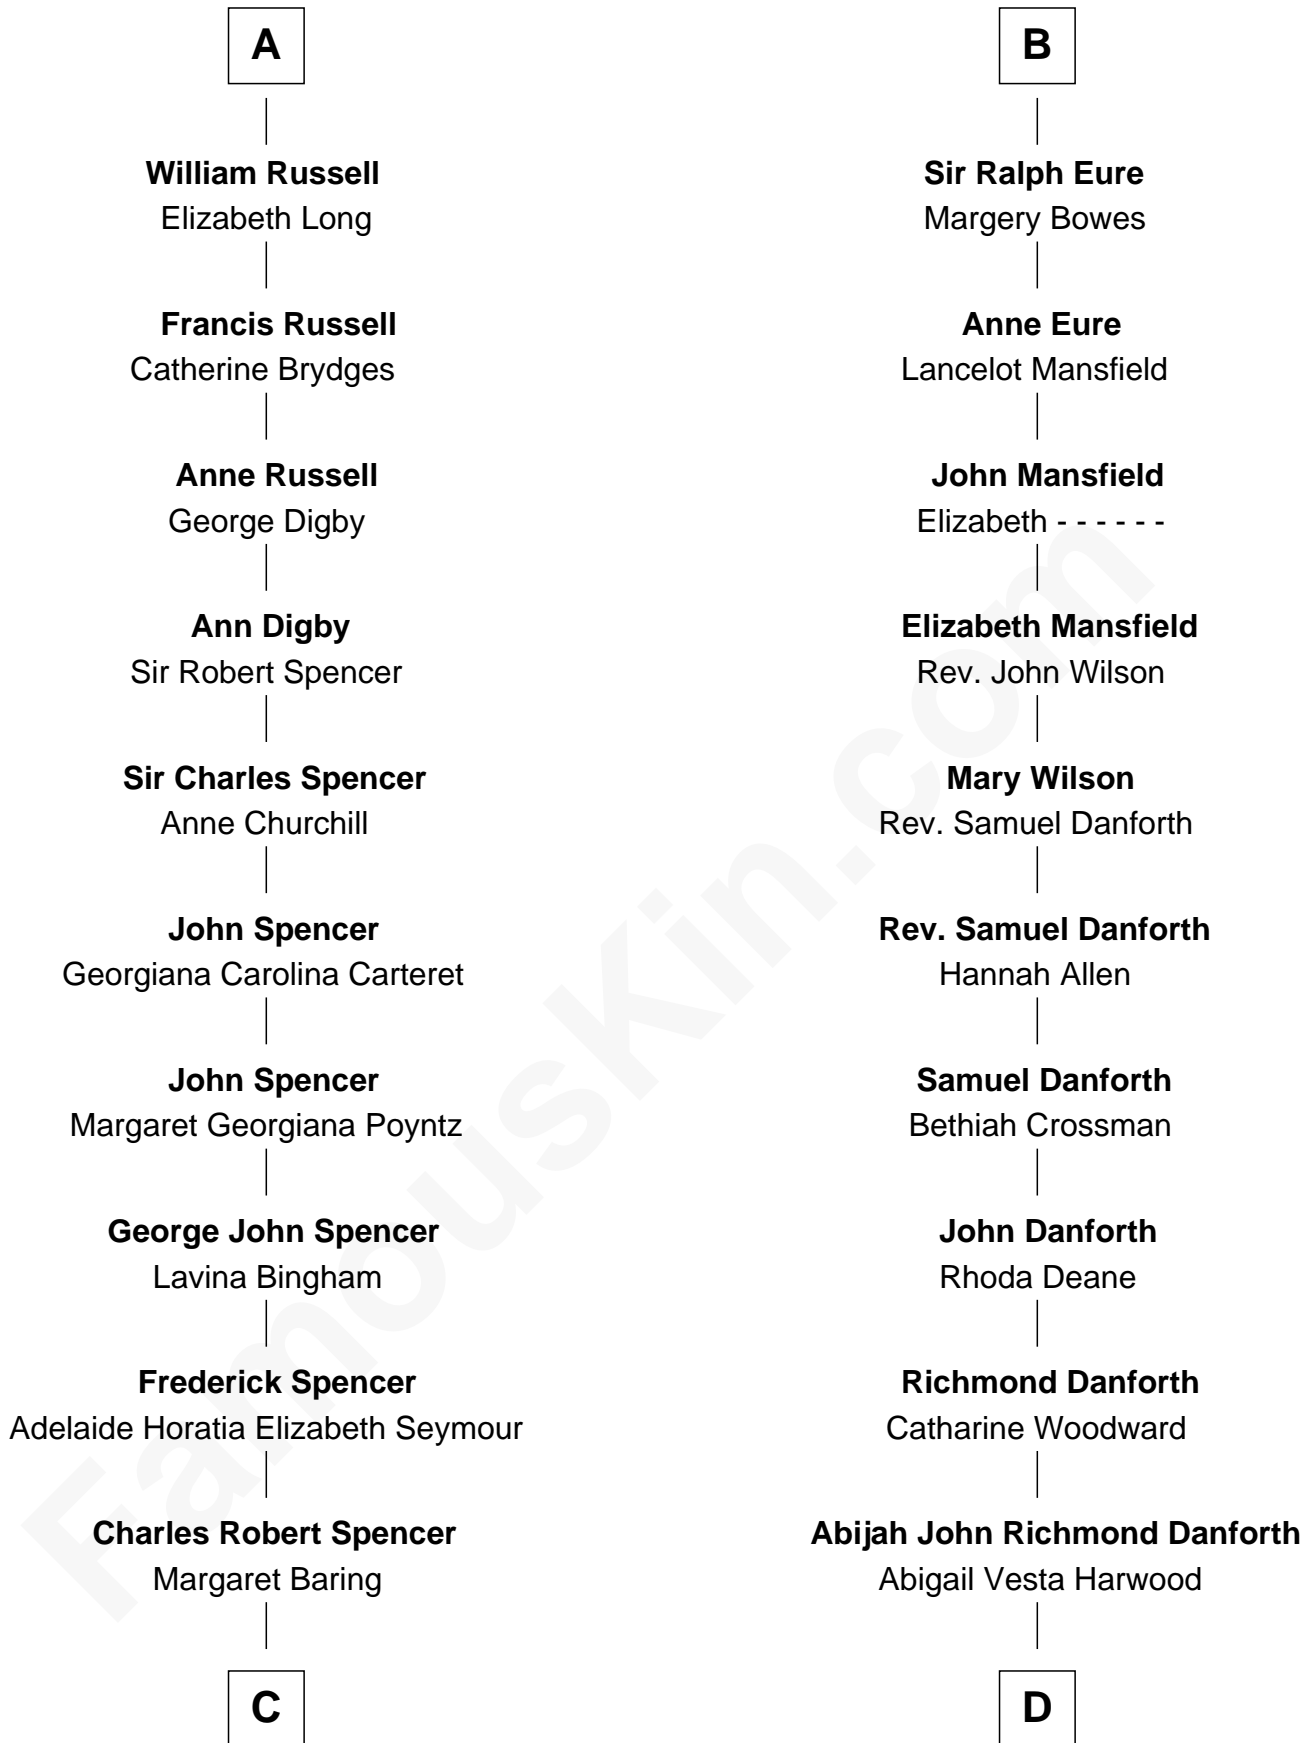 A
William Russell
Elizabeth Long
Francis Russell
Catherine Brydges
Anne Russell
George Digby
Ann Digby
Sir Robert Spencer
Sir Charles Spencer
Anne Churchill
John Spencer
Georgiana Carolina Carteret
John Spencer
Margaret Georgiana Poyntz
George John Spencer
Lavina Bingham
Frederick Spencer
Adelaide Horatia Elizabeth Seymour
Charles Robert Spencer
Margaret Baring
C
B
Sir Ralph Eure
Margery Bowes
Anne Eure
Lancelot Mansfield
John Mansfield
Elizabeth - - - - - -
Elizabeth Mansfield
Rev. John Wilson
Mary Wilson
Rev. Samuel Danforth
Rev. Samuel Danforth
Hannah Allen
Samuel Danforth
Bethiah Crossman
John Danforth
Rhoda Deane
Richmond Danforth
Catharine Woodward
Abijah John Richmond Danforth
Abigail Vesta Harwood
D
FamousKin.com